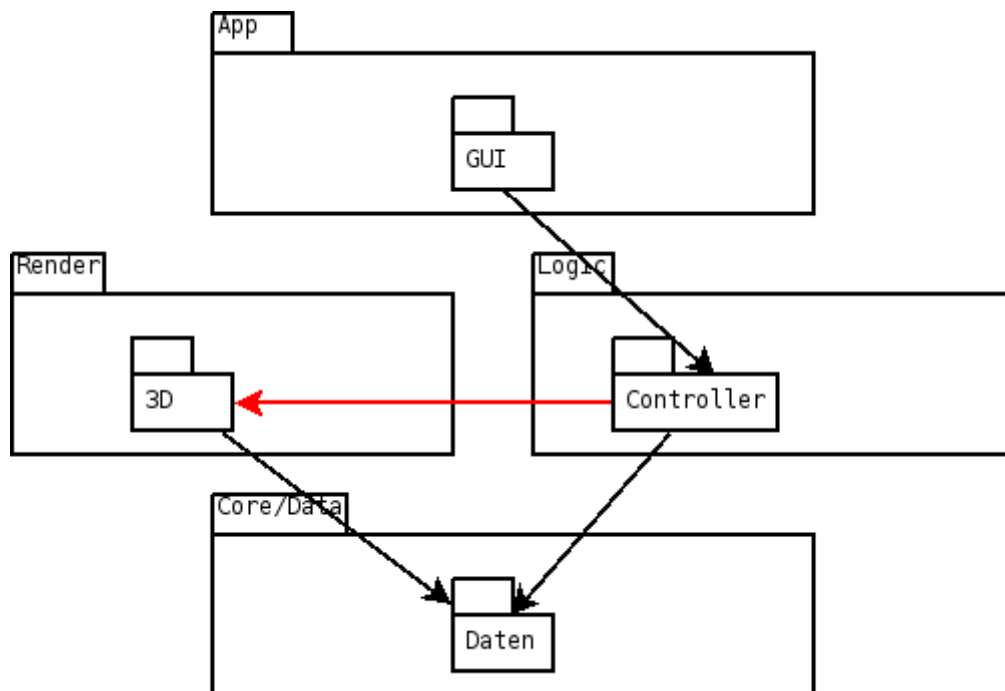 App
GUI
Render
Logic
3D
Controller
Core/Data
Daten